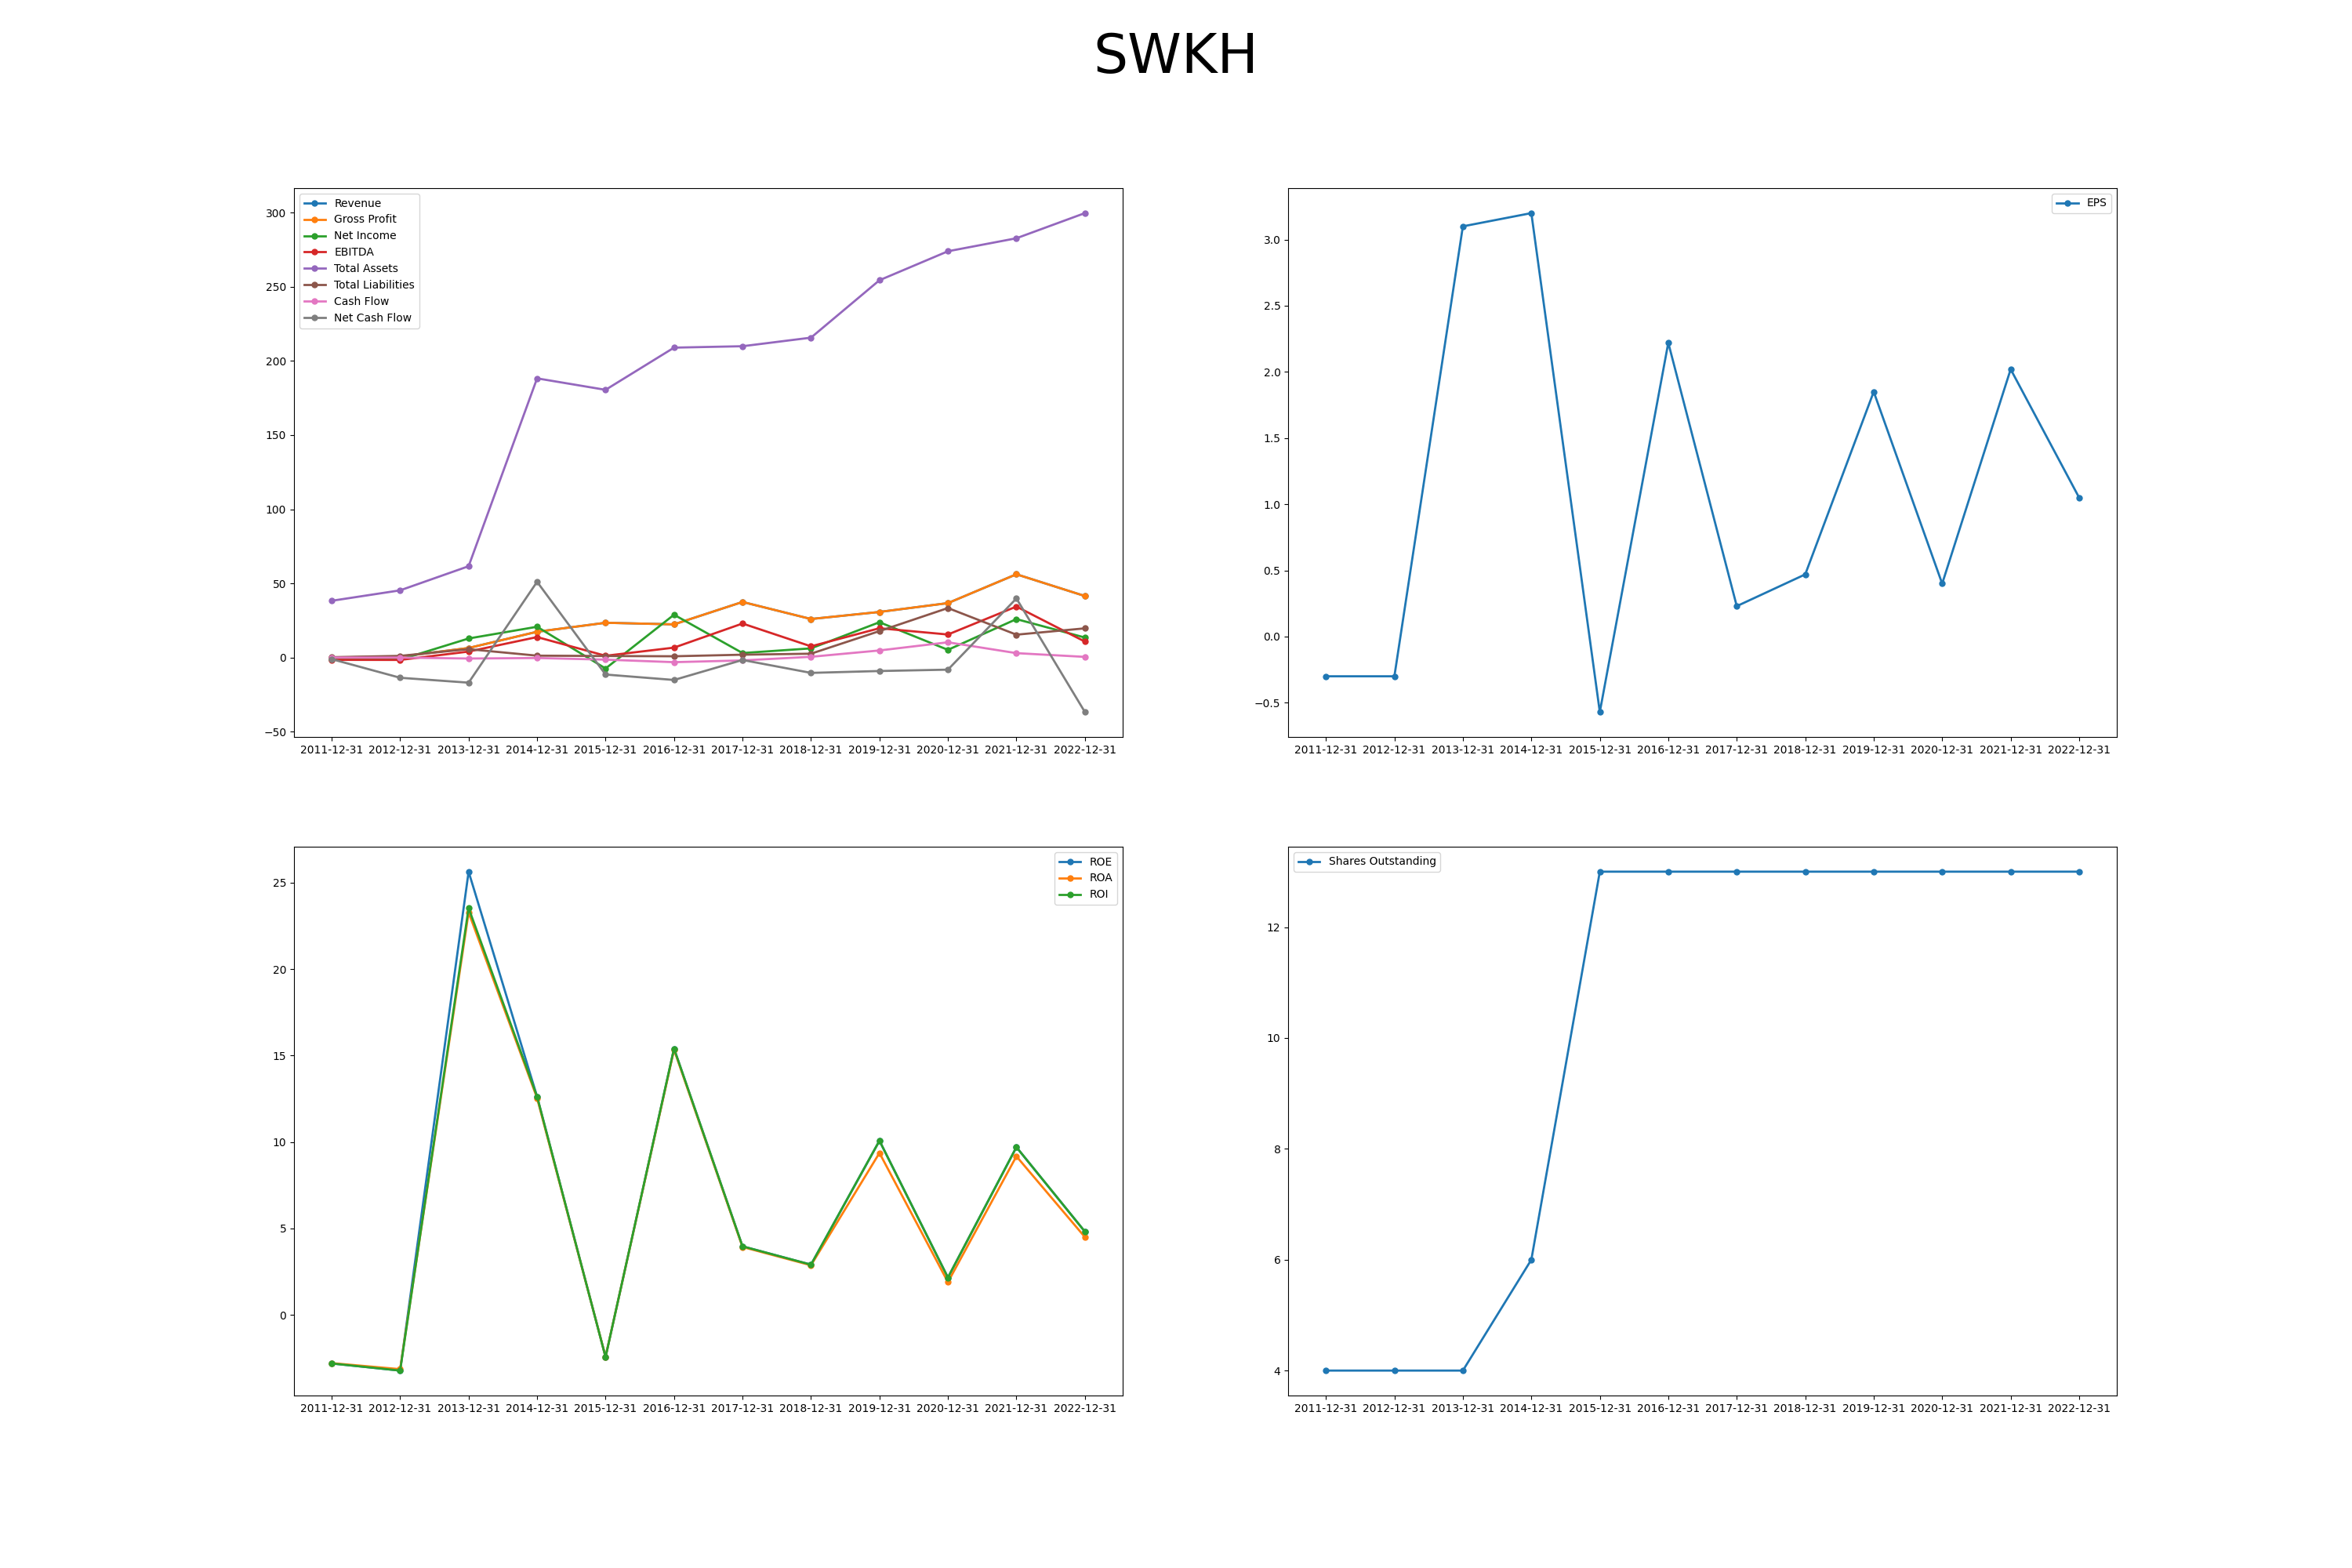 SWKH
Revenue
Gross Profit
Net Income
EBITDA
Total Assets
Total Liabilities
Cash Flow
Net Cash Flow
300
250
200
150
100
50
0
−50
2011-12-31 2012-12-31 2013-12-31 2014-12-31 2015-12-31 2016-12-31 2017-12-31 2018-12-31 2019-12-31 2020-12-31 2021-12-31 2022-12-31
EPS
3.0
2.5
2.0
1.5
1.0
0.5
0.0
−0.5
2011-12-31 2012-12-31 2013-12-31 2014-12-31 2015-12-31 2016-12-31 2017-12-31 2018-12-31 2019-12-31 2020-12-31 2021-12-31 2022-12-31
ROE
ROA
ROI
25
20
15
10
5
0
2011-12-31 2012-12-31 2013-12-31 2014-12-31 2015-12-31 2016-12-31 2017-12-31 2018-12-31 2019-12-31 2020-12-31 2021-12-31 2022-12-31
Shares Outstanding
12
10
8
6
4
2011-12-31 2012-12-31 2013-12-31 2014-12-31 2015-12-31 2016-12-31 2017-12-31 2018-12-31 2019-12-31 2020-12-31 2021-12-31 2022-12-31